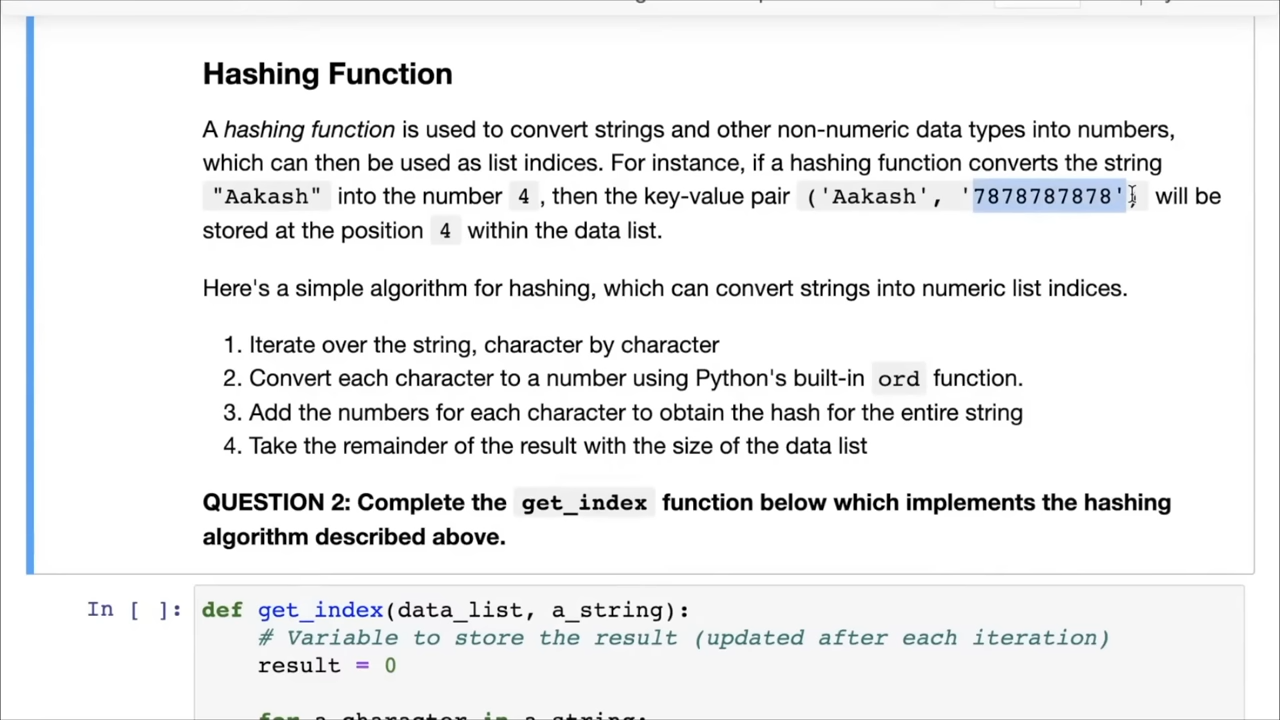 Hashing Function
A hashing function is used to convert strings and other non-numeric data types into numbers,
which can then be used as list indices. For instance, if a hashing function converts the string
"Aakash" into the number 4 , then the key-value pair ('Aakash', '7878787878') will be
stored at the position 4 within the data list.
Here's a simple algorithm for hashing, which can convert strings into numeric list indices.
1. Iterate over the string, character by character
2. Convert each character to a number using Python's built-in ord function.
3. Add the numbers for each character to obtain the hash for the entire string
4. Take the remainder of the result with the size of the data list
QUESTION 2: Complete the get_index function below which implements the hashing
algorithm described above.
In [ ]: def get_index(data_list, a_string):
# Variable to store the result (updated after each iteration)
result = 0
for a_character in a_string: